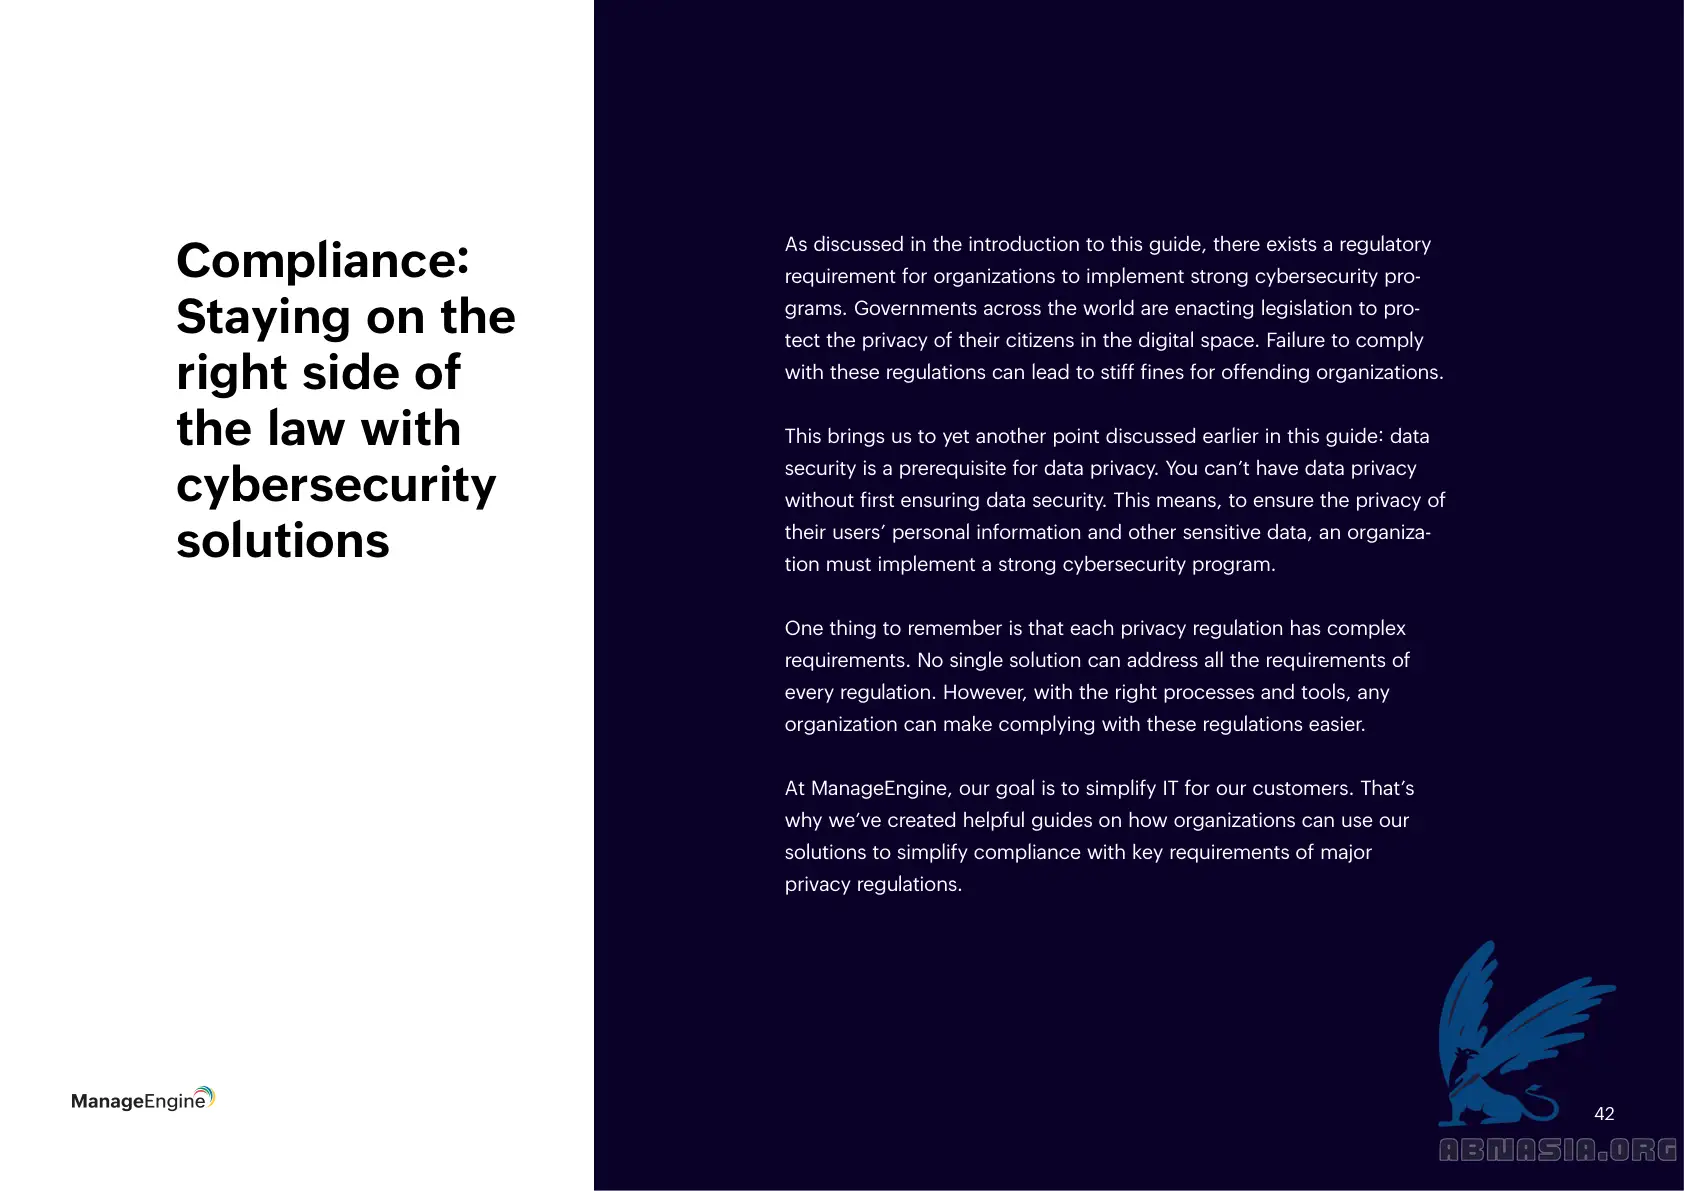 Compliance:
Staying on the
right side of
the law with
cybersecurity
solutions
As discussed in the introduction to this guide, there exists a regulatory
requirement for organizations to implement strong cybersecurity pro-
grams. Governments across the world are enacting legislation to pro-
tect the privacy of their citizens in the digital space. Failure to comply
with these regulations can lead to stiff fines for offending organizations.
This brings us to yet another point discussed earlier in this guide: data
security is a prerequisite for data privacy. You can’t have data privacy
without first ensuring data security. This means, to ensure the privacy of
their users’ personal information and other sensitive data, an organiza-
tion must implement a strong cybersecurity program.
One thing to remember is that each privacy regulation has complex
requirements. No single solution can address all the requirements of
every regulation. However, with the right processes and tools, any
organization can make complying with these regulations easier.
At ManageEngine, our goal is to simplify IT for our customers. That’s
why we’ve created helpful guides on how organizations can use our
solutions to simplify compliance with key requirements of major
privacy regulations.
ManageEngine
42
ABNASIA.ORG